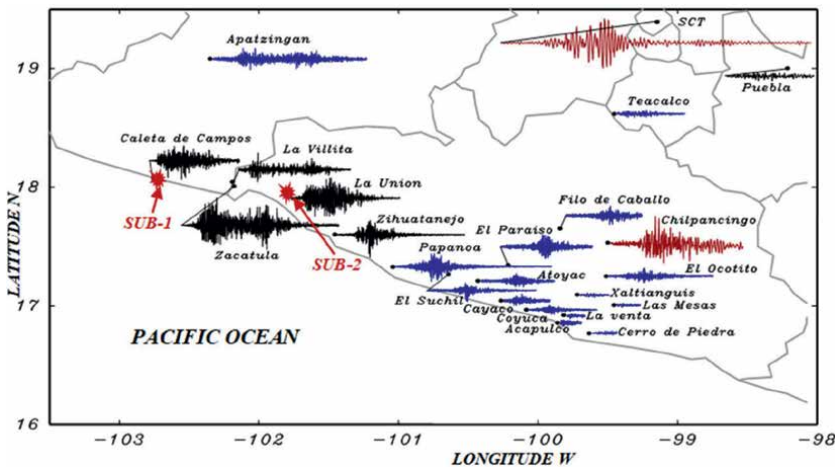 SCT
Apatzingan
19
Puebla
Teacalco
Caleta de Campos
La Villita
18
La Union
SUB-1
Filo de Caballo
Zihuatanejo
Chilpancingo
El Paraiso
SUB-2
Zacatula
Papanoa
El Ocotito
Atoyac
El Suchil
Xaltianguis
17
Cayaco
Las Mesas
Coyuca
La venta
Acapulco
Cerro de Piedra
PACIFIC OCEAN
16
LATITUDE N
−103
−102
−101
−100
−99
−98
LONGITUDE W